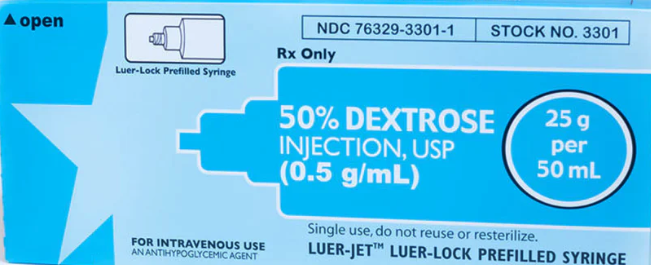 ▲ open
NDC 76329-3301-1 STOCK NO. 3301
Luer-Lock Prefilled Syringe
Rx Only
50% DEXTROSE
INJECTION, USP
(0.5 g/mL)
25 g
per
50 mL
Single use, do not reuse or resterilize.
FOR INTRAVENOUS USE
AN ANTIHYPOGLYCEMIC AGENT
LUER-JET™ LUER-LOCK PREFILLED SYRINGE